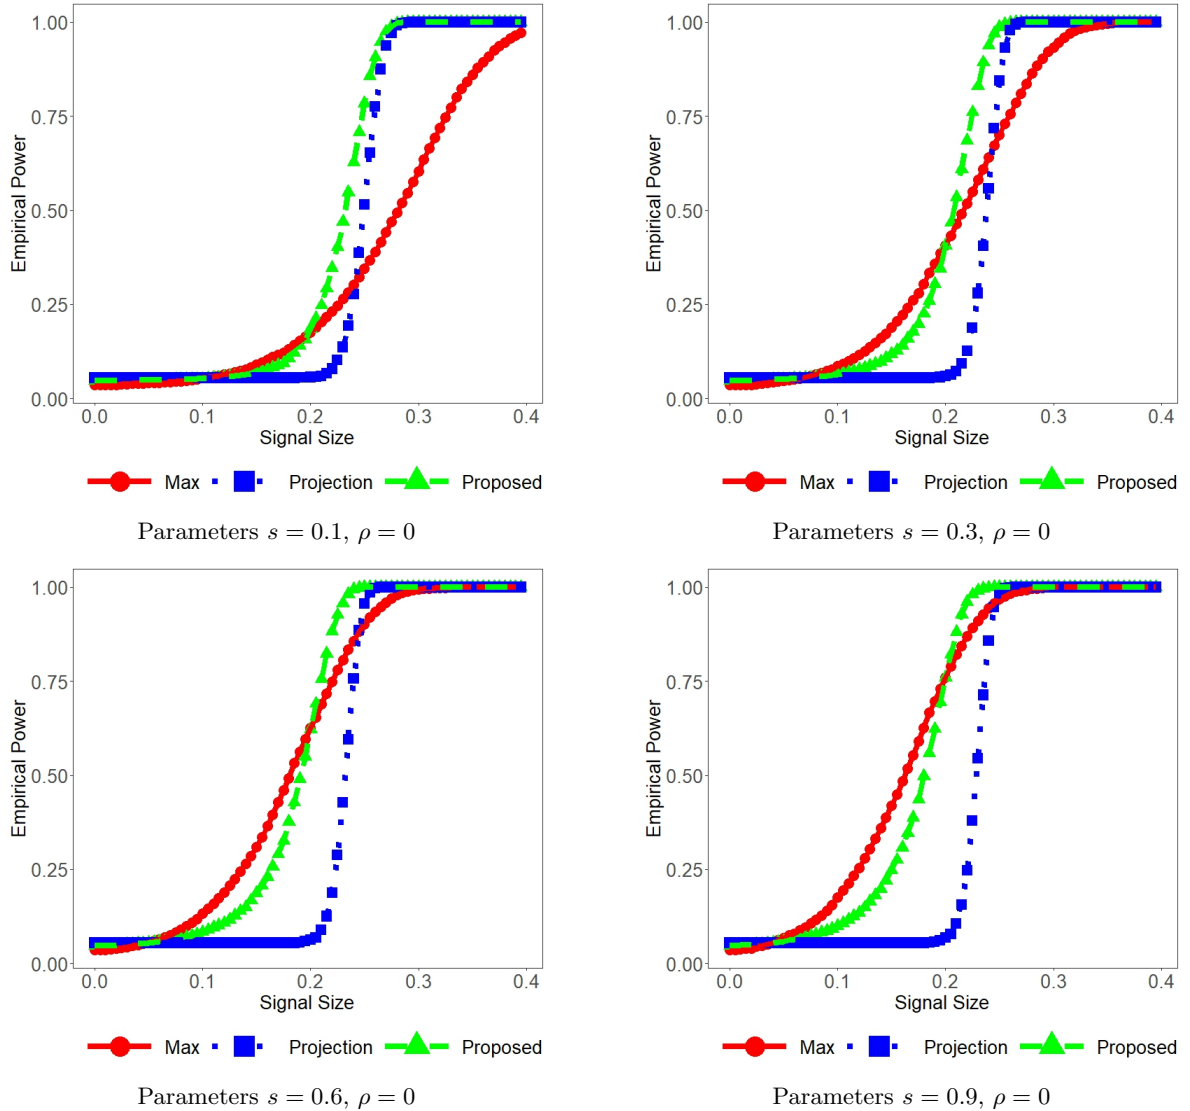 1.00
0.75
0.50
0.25
0.00
Empirical Power
0.0 0.1 0.2 0.3 0.4
Signal Size
Max Projection Proposed
Parameters s = 0.1, ρ = 0
1.00
0.75
0.50
0.25
0.00
Empirical Power
0.0 0.1 0.2 0.3 0.4
Signal Size
Max Projection Proposed
Parameters s = 0.3, ρ = 0
1.00
0.75
0.50
0.25
0.00
Empirical Power
0.0 0.1 0.2 0.3 0.4
Signal Size
Max Projection Proposed
Parameters s = 0.6, ρ = 0
1.00
0.75
0.50
0.25
0.00
Empirical Power
0.0 0.1 0.2 0.3 0.4
Signal Size
Max Projection Proposed
Parameters s = 0.9, ρ = 0